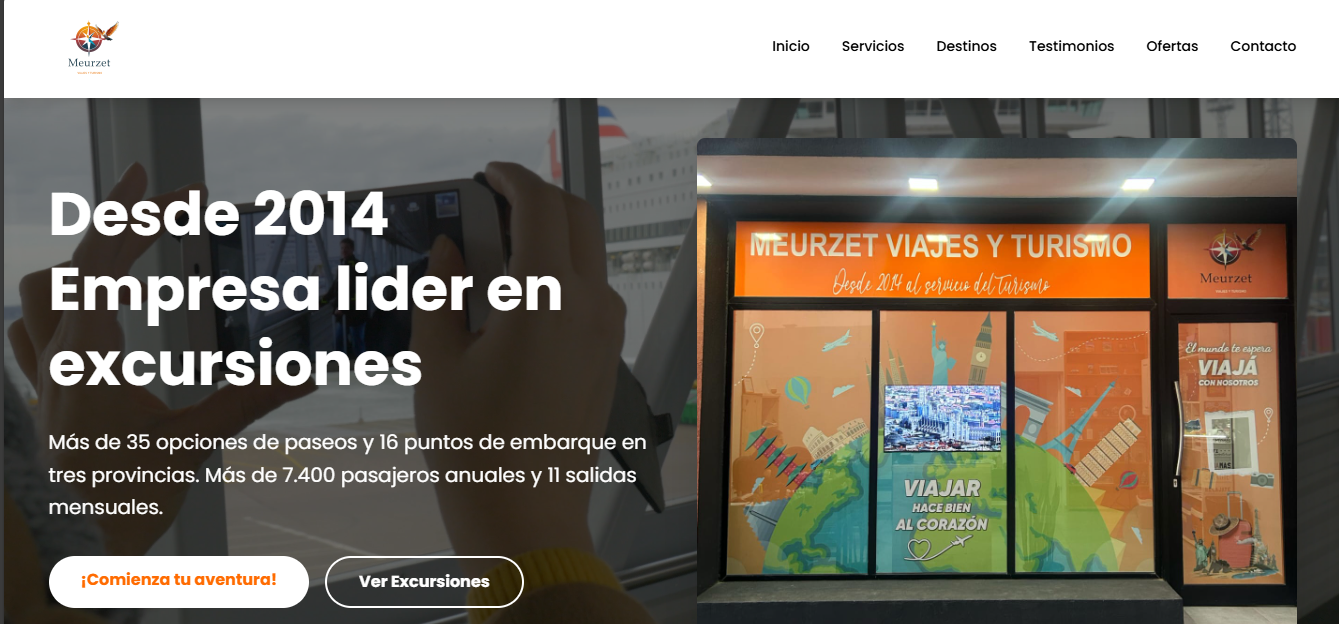 Meurzet
Inicio Servicios Destinos Testimonios Ofertas Contacto
Desde 2014
Empresa lider en
excursiones
Más de 35 opciones de paseos y 16 puntos de embarque en
tres provincias. Más de 7.400 pasajeros anuales y 11 salidas
mensuales.
¡Comienza tu aventura!
Ver Excursiones
MEURZET VIAJES Y TURISMO
Desde 2014 al servicio del Turismo
Meurzet
El mundo te espera
VIAJÁ
CON NOSOTROS
VIAJAR
HACE BIEN
AL CORAZÓN